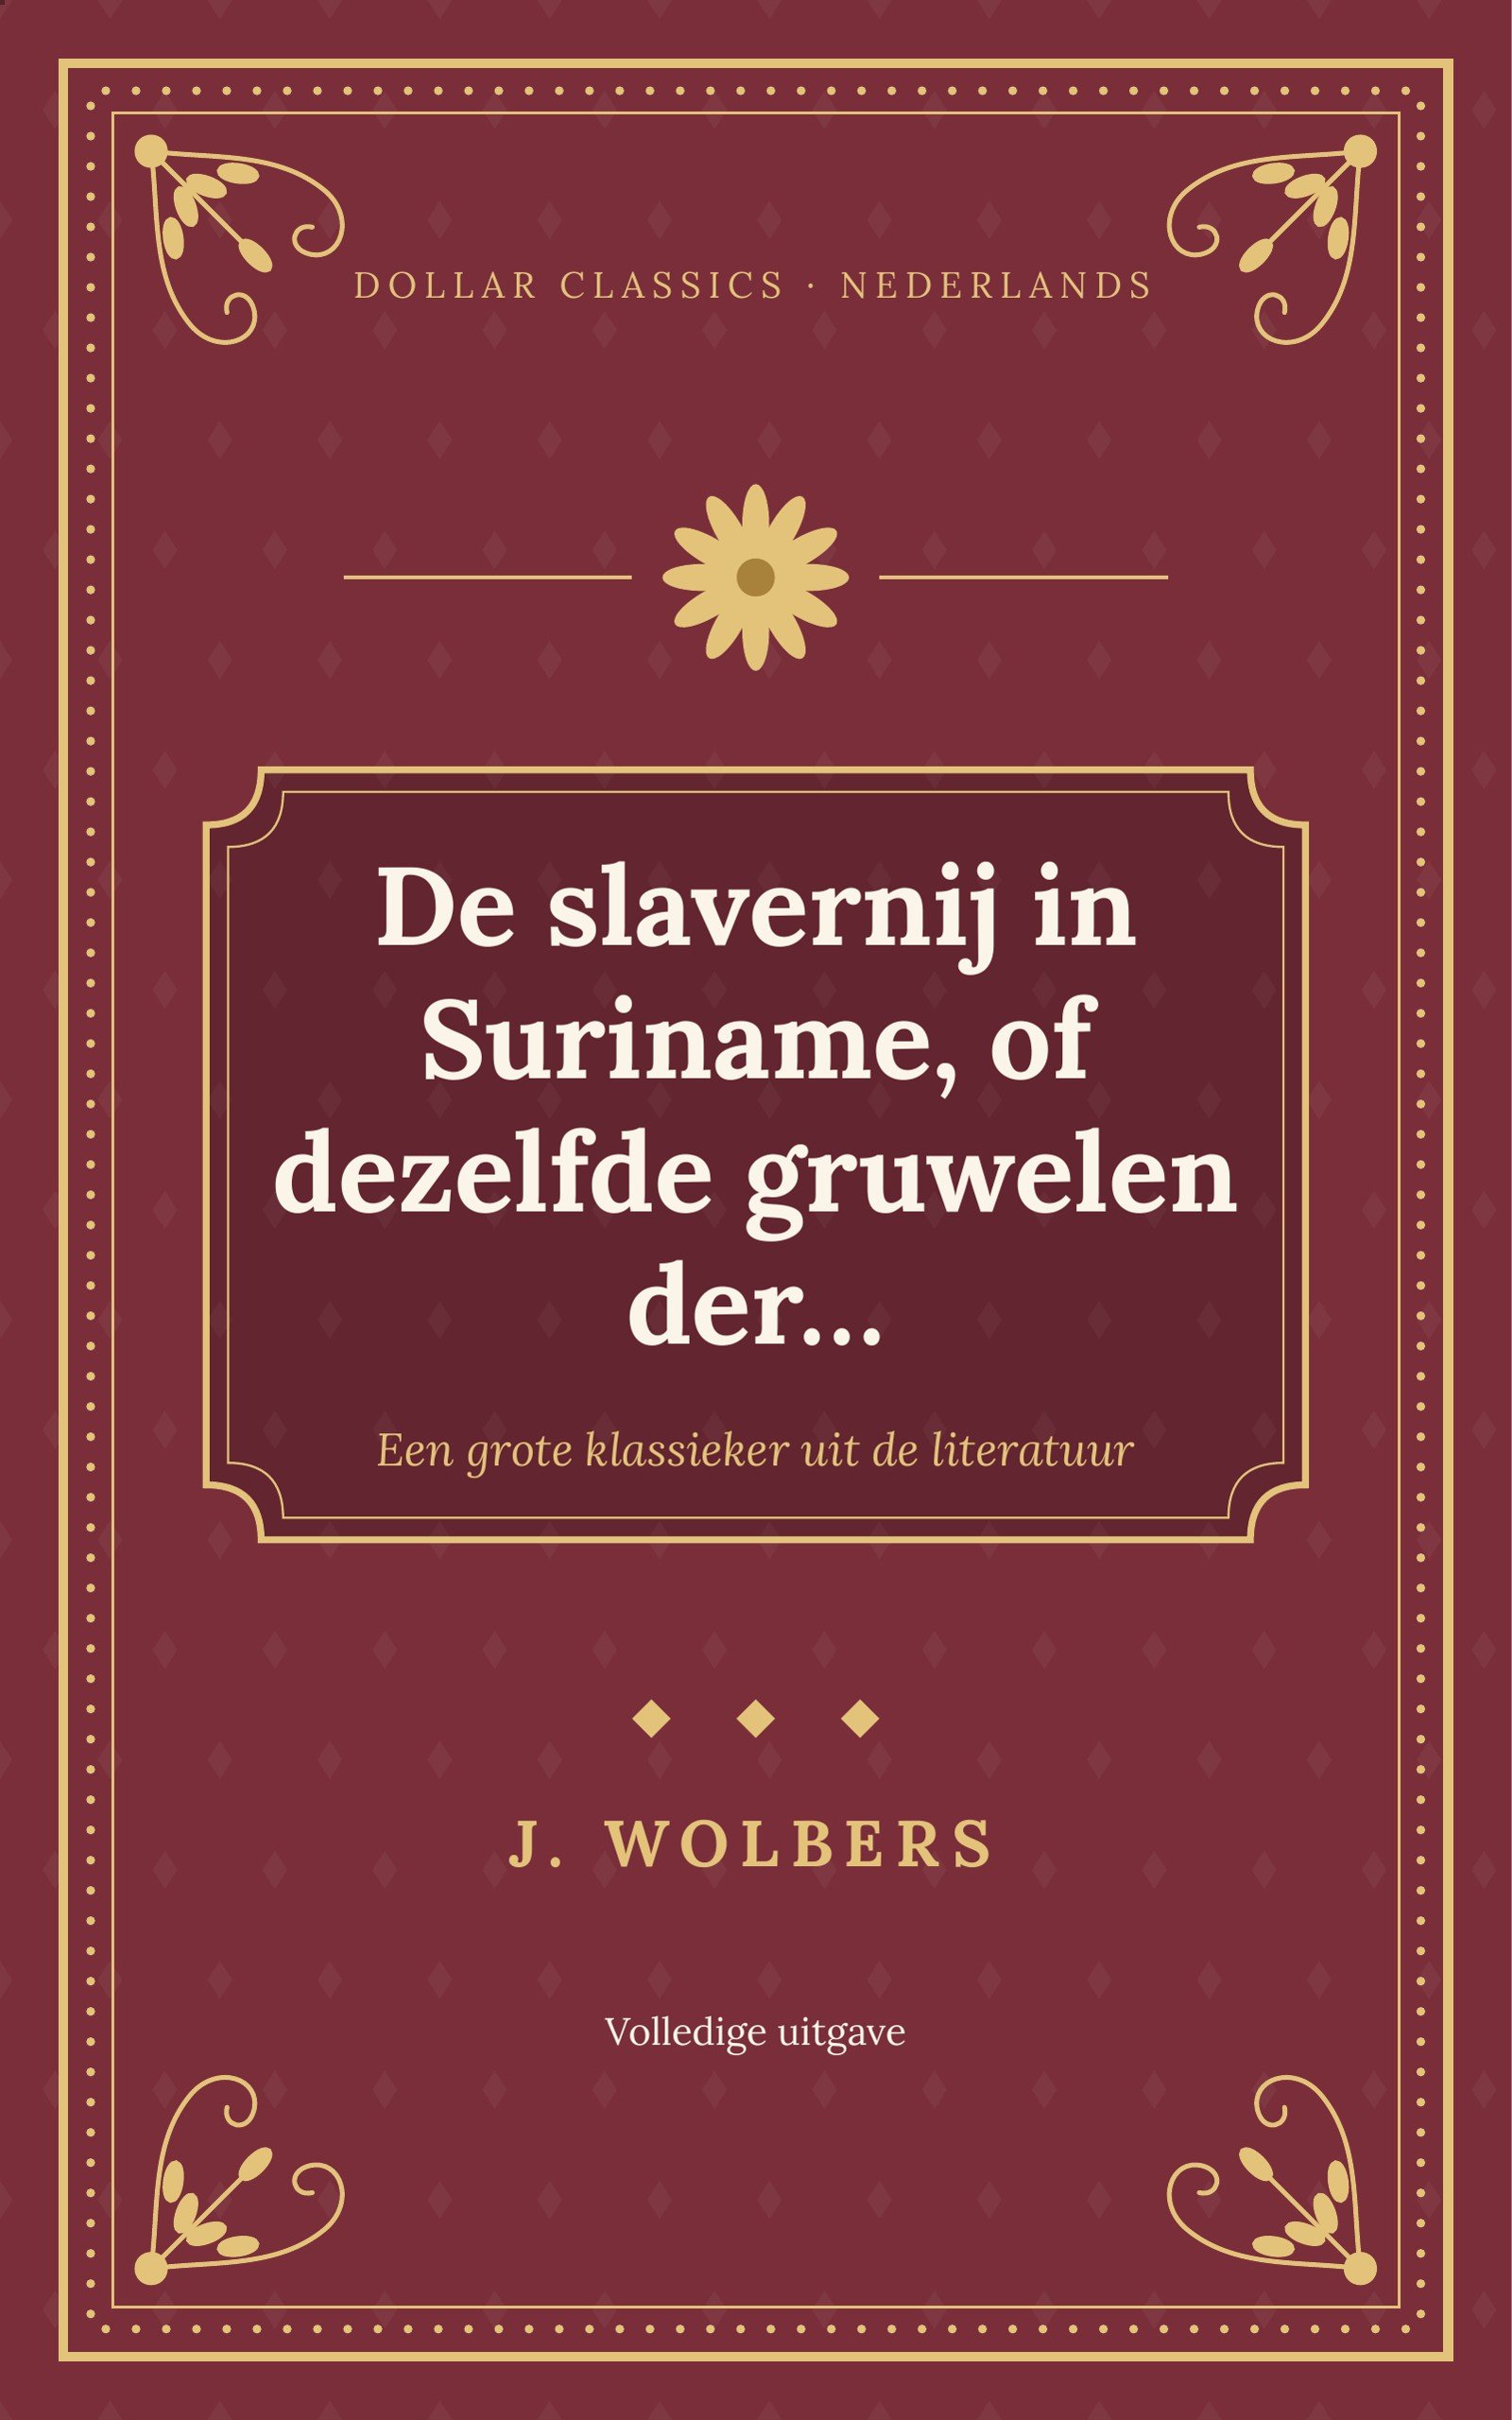 DOLLAR CLASSICS · NEDERLANDS
De slavernij in
Suriname, of
dezelfde gruwelen
der...
Een grote klassieker uit de literatuur
J. WOLBERS
Volledige uitgave